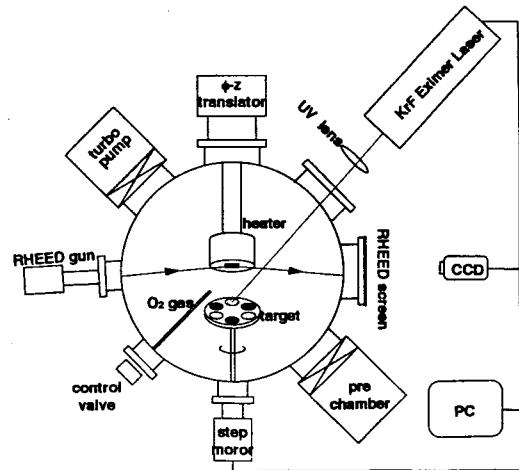 ϕ-z
translator
KrF Eximer Laser
UV lens
turbo
pump
heater
RHEED gun
RHEED screen
CCD
O₂ gas
target
control
valve
pre
chamber
PC
step
moror